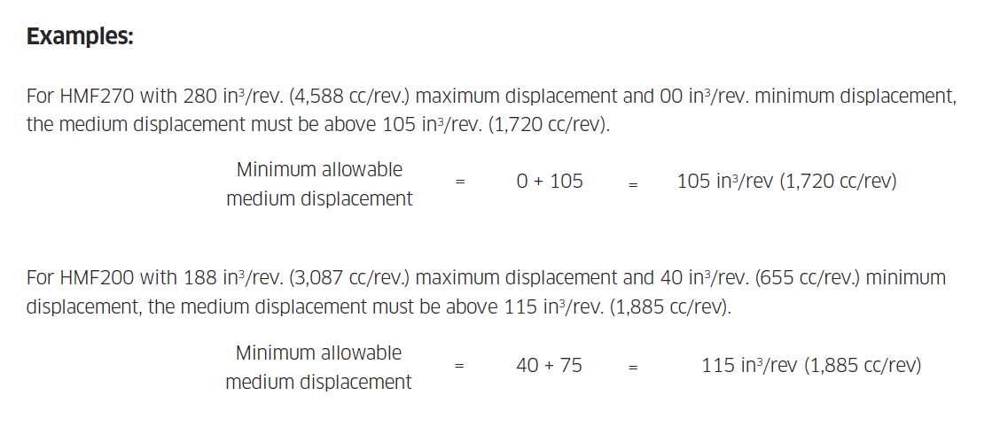 Examples:
For HMF270 with 280 in³/rev. (4,588 cc/rev.) maximum displacement and 00 in³/rev. minimum displacement,
the medium displacement must be above 105 in³/rev. (1,720 cc/rev).
Minimum allowable
medium displacement
= 0 + 105 = 105 in³/rev (1,720 cc/rev)
For HMF200 with 188 in³/rev. (3,087 cc/rev.) maximum displacement and 40 in³/rev. (655 cc/rev.) minimum
displacement, the medium displacement must be above 115 in³/rev. (1,885 cc/rev).
Minimum allowable
medium displacement
= 40 + 75 = 115 in³/rev (1,885 cc/rev)